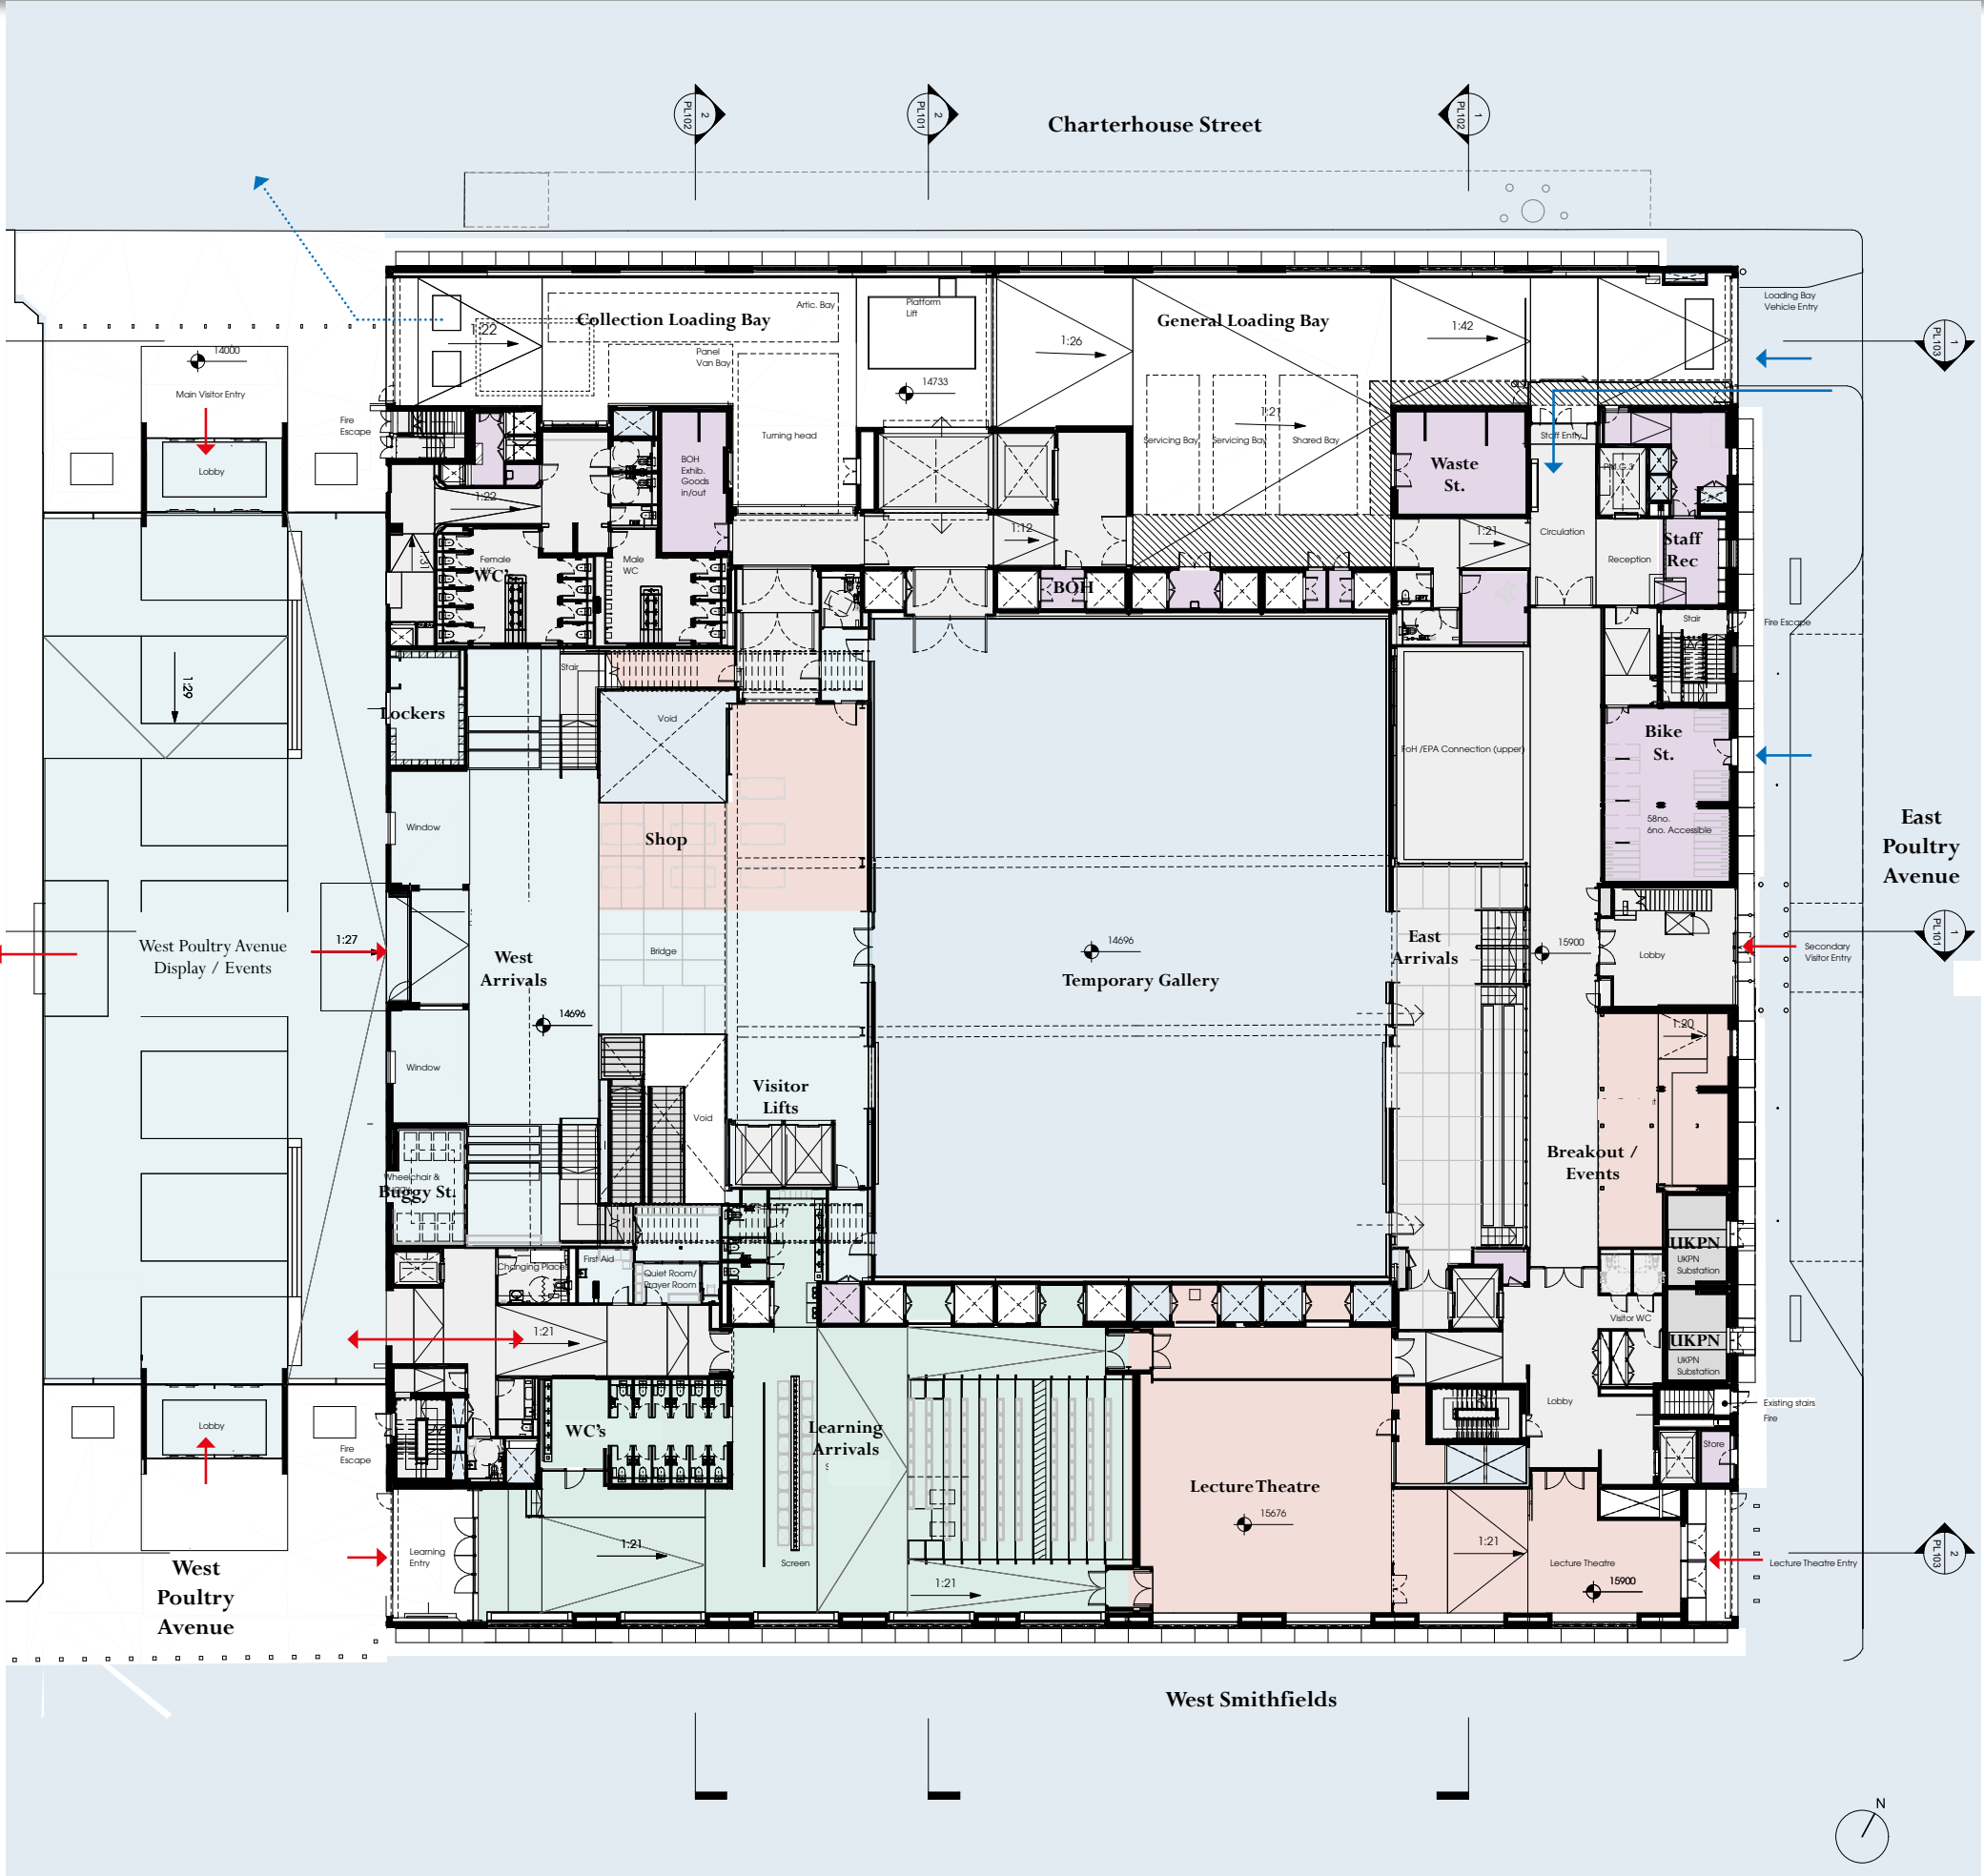 Charterhouse Street
2
PL102
2
PL101
1
PL102
Artic. Bay
Collection Loading Bay
1:22
Platform
Lift
General Loading Bay
1:42
1:26
Panel
Van Bay
14733
Loading Bay
Vehicle Entry
1
PL103
14000
Main Visitor Entry
Lobby
Fire
Escape
Turning head
1:21
Servicing Bay
Servicing Bay
Shared Bay
Staff Entry
BOH
Exhib.
Goods
in/out
Waste
St.
1:22
1:12
1:21
Circulation
Reception
Staff
Rec
1:13
Female
WC
WC's
Male
WC
BOH
Stair
Fire Escape
Stair
1:29
Lockers
Void
Bike
St.
FoH /EPA Connection (upper)
58no.
6no. Accessible
Window
Shop
East
Poultry
Avenue
West Poultry Avenue
Display / Events
1:27
West
Arrivals
Bridge
14696
Temporary Gallery
East
Arrivals
15900
Lobby
Secondary
Visitor Entry
1
PL101
14696
1:20
Window
Visitor
Lifts
Void
Breakout /
Events
Wheelchair &
Buggy St.
UKPN
UKPN
Substation
Changing Places
First Aid
Quiet Room/
Prayer Room
Visitor WC
UKPN
UKPN
Substation
1:21
Lobby
Fire
Escape
WC's
Learning
Arrivals
Lobby
Existing stairs
Fire
Store
Lecture Theatre
15676
Learning
Entry
1:21
Screen
1:21
1:21
Lecture Theatre
15900
Lecture Theatre Entry
2
PL103
West
Poultry
Avenue
West Smithfields
N